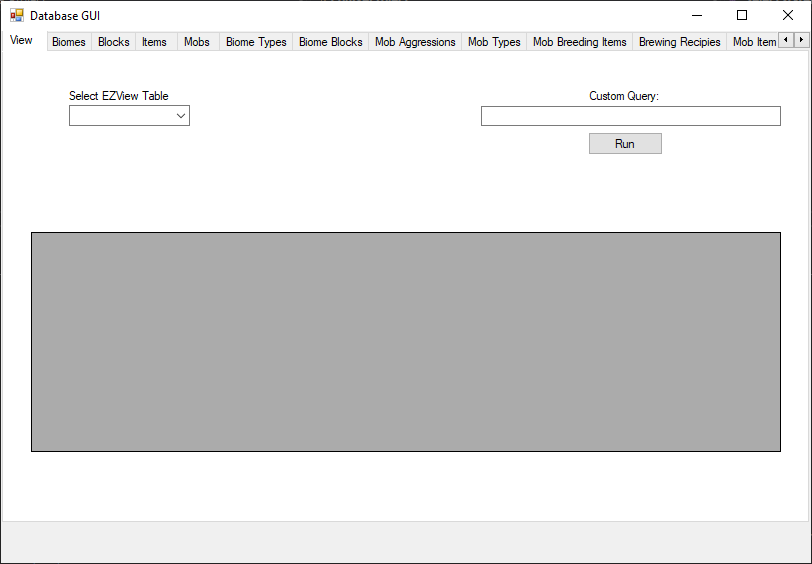 Database GUI
View Biomes Blocks Items Mobs Biome Types Biome Blocks Mob Aggressions Mob Types Mob Breeding Items Brewing Recipies Mob Item
Select EZView Table
Custom Query:
Run